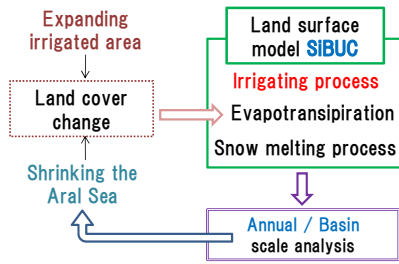 Expanding
irrigated area
Land cover
change
Shrinking the
Aral Sea
Land surface
model SiBUC
Irrigating process
Evapotransipiration
Snow melting process
Annual / Basin
scale analysis